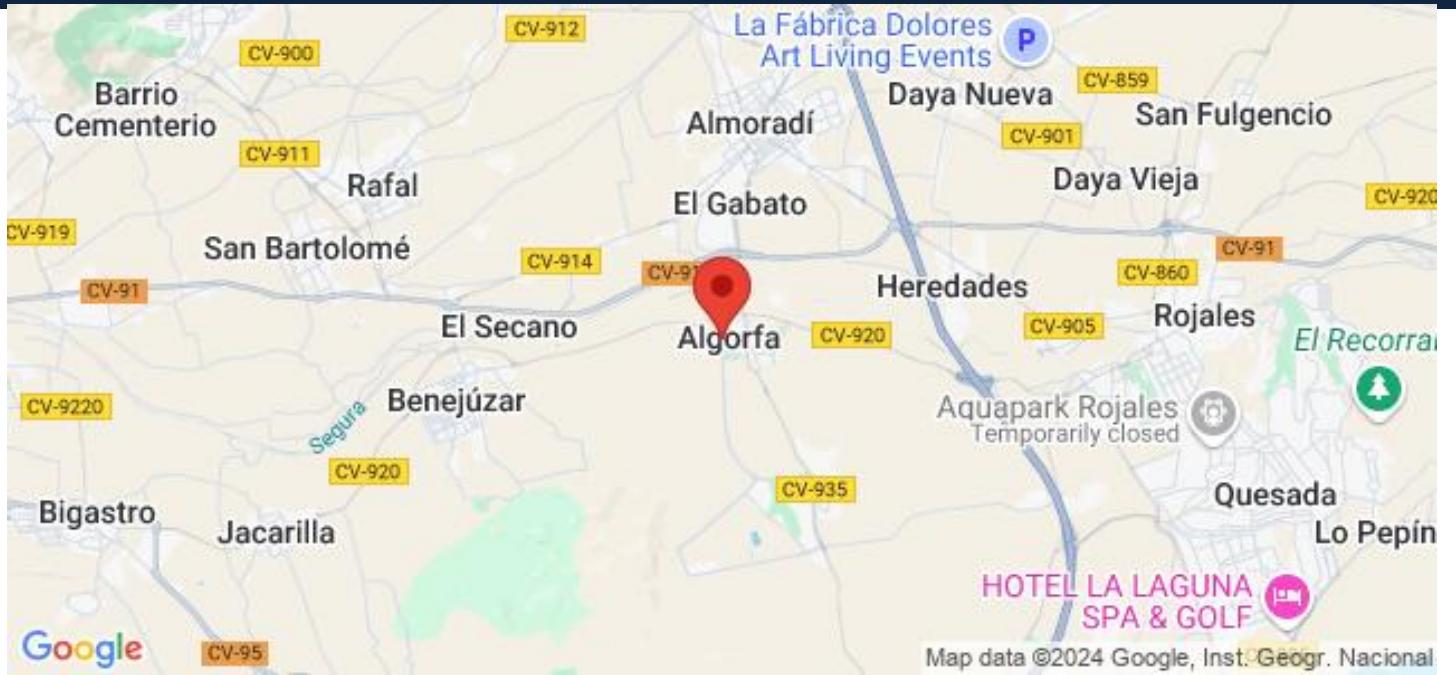 CV-912
La Fábrica Dolores
Art Living Events
P
CV-900
CV-859
Barrio
Cementerio
Daya Nueva
San Fulgencio
Almoradí
CV-901
CV-911
Rafal
Daya Vieja
CV-920
El Gabato
CV-919
San Bartolomé
CV-914
CV-91
CV-91
CV-860
CV-91
Heredades
El Secano
Algorfa
CV-920
CV-905
Rojales
El Recorral
CV-9220
Benejúzar
Segura
Aquapark Rojales
Temporarily closed
CV-920
CV-935
Quesada
Bigastro
Jacarilla
Lo Pepín
HOTEL LA LAGUNA
SPA & GOLF
Google
CV-95
Map data ©2024 Google, Inst. Geogr. Nacional